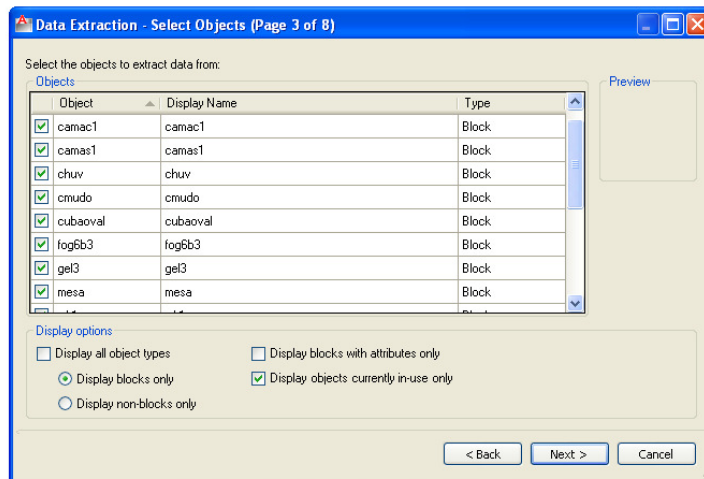 Data Extraction - Select Objects (Page 3 of 8)
Select the objects to extract data from:
Objects
Preview
Object Display Name Type
camac1 camac1 Block
camas1 camas1 Block
chuv chuv Block
cmudo cmudo Block
cubaoval cubaoval Block
fog6b3 fog6b3 Block
gel3 gel3 Block
mesa mesa Block
Display options
Display all object types Display blocks with attributes only
Display blocks only Display objects currently in-use only
Display non-blocks only
< Back Next > Cancel